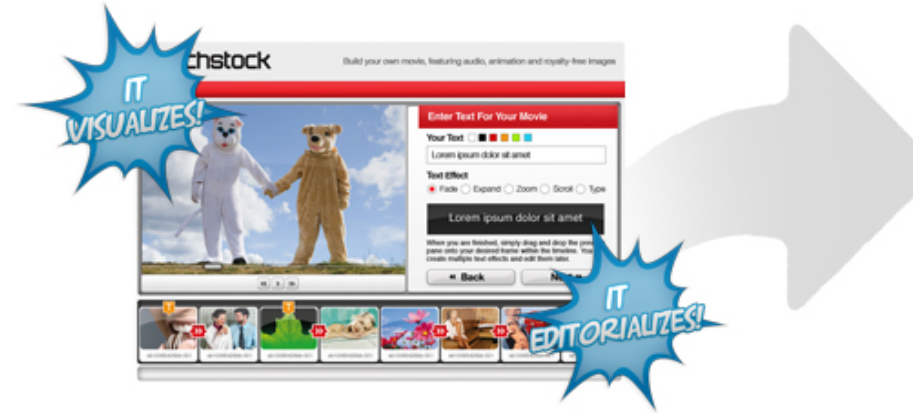 IT
VISUALIZES!
chstock
Build your own movie, featuring audio, animation and royalty-free images
Enter Text For Your Movie
Your Text
Lorem ipsum dolor sit amet
Text Effect
Fade Expand Zoom Scroll Type
Lorem ipsum dolor sit amet
When you are finished, simply drag and drop the
pane onto your desired frame within the timeline. You
create multiple text effects and edit them later.
Back
IT
EDITORIALIZES!
T
T